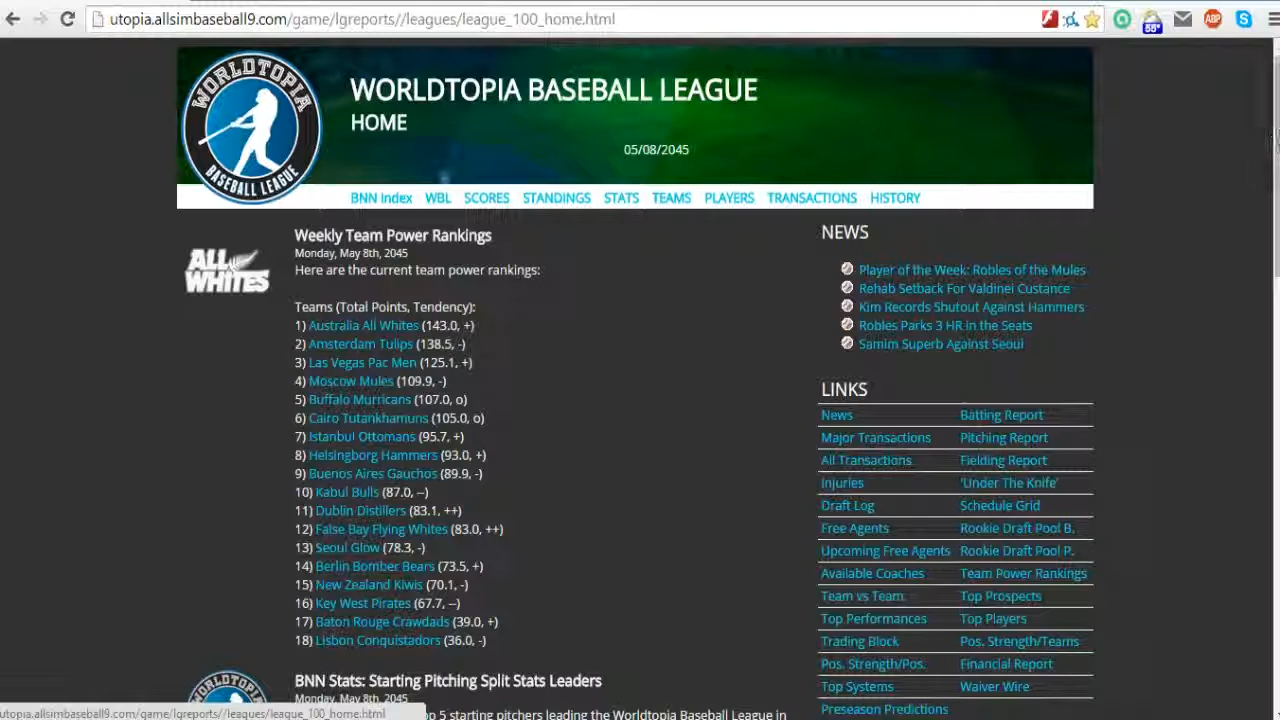 utopia.allsimbaseball9.com/game/lgreports//leagues/league_100_home.html
ABP
55°
WORLDTOPIA
BASEBALL LEAGUE
WORLDTOPIA BASEBALL LEAGUE
HOME
05/08/2045
BNN Index WBL SCORES STANDINGS STATS TEAMS PLAYERS TRANSACTIONS HISTORY
ALL
WHITES
Weekly Team Power Rankings
Monday, May 8th, 2045
Here are the current team power rankings:
Teams (Total Points, Tendency):
1) Australia All Whites (143.0, +)
2) Amsterdam Tulips (138.5, -)
3) Las Vegas Pac Men (125.1, +)
4) Moscow Mules (109.9, -)
5) Buffalo Murricans (107.0, o)
6) Cairo Tutankhamuns (105.0, o)
7) Istanbul Ottomans (95.7, +)
8) Helsingborg Hammers (93.0, +)
9) Buenos Aires Gauchos (89.9, -)
10) Kabul Bulls (87.0, --)
11) Dublin Distillers (83.1, ++)
12) False Bay Flying Whites (83.0, ++)
13) Seoul Glow (78.3, -)
14) Berlin Bomber Bears (73.5, +)
15) New Zealand Kiwis (70.1, -)
16) Key West Pirates (67.7, --)
17) Baton Rouge Crawdads (39.0, +)
18) Lisbon Conquistadors (36.0, -)
BNN Stats: Starting Pitching Split Stats Leaders
Monday, May 8th, 2045
op 5 starting pitchers leading the Worldtopia Baseball League in
WORLDTOPIA
NEWS
Player of the Week: Robles of the Mules
Rehab Setback For Valdinei Custance
Kim Records Shutout Against Hammers
Robles Parks 3 HR in the Seats
Samim Superb Against Seoul
LINKS
News Batting Report
Major Transactions Pitching Report
All Transactions Fielding Report
Injuries 'Under The Knife'
Draft Log Schedule Grid
Free Agents Rookie Draft Pool B.
Upcoming Free Agents Rookie Draft Pool P.
Available Coaches Team Power Rankings
Team vs Team Top Prospects
Top Performances Top Players
Trading Block Pos. Strength/Teams
Pos. Strength/Pos. Financial Report
Top Systems Waiver Wire
Preseason Predictions
utopia.allsimbaseball9.com/game/lgreports//leagues/league_100_home.html